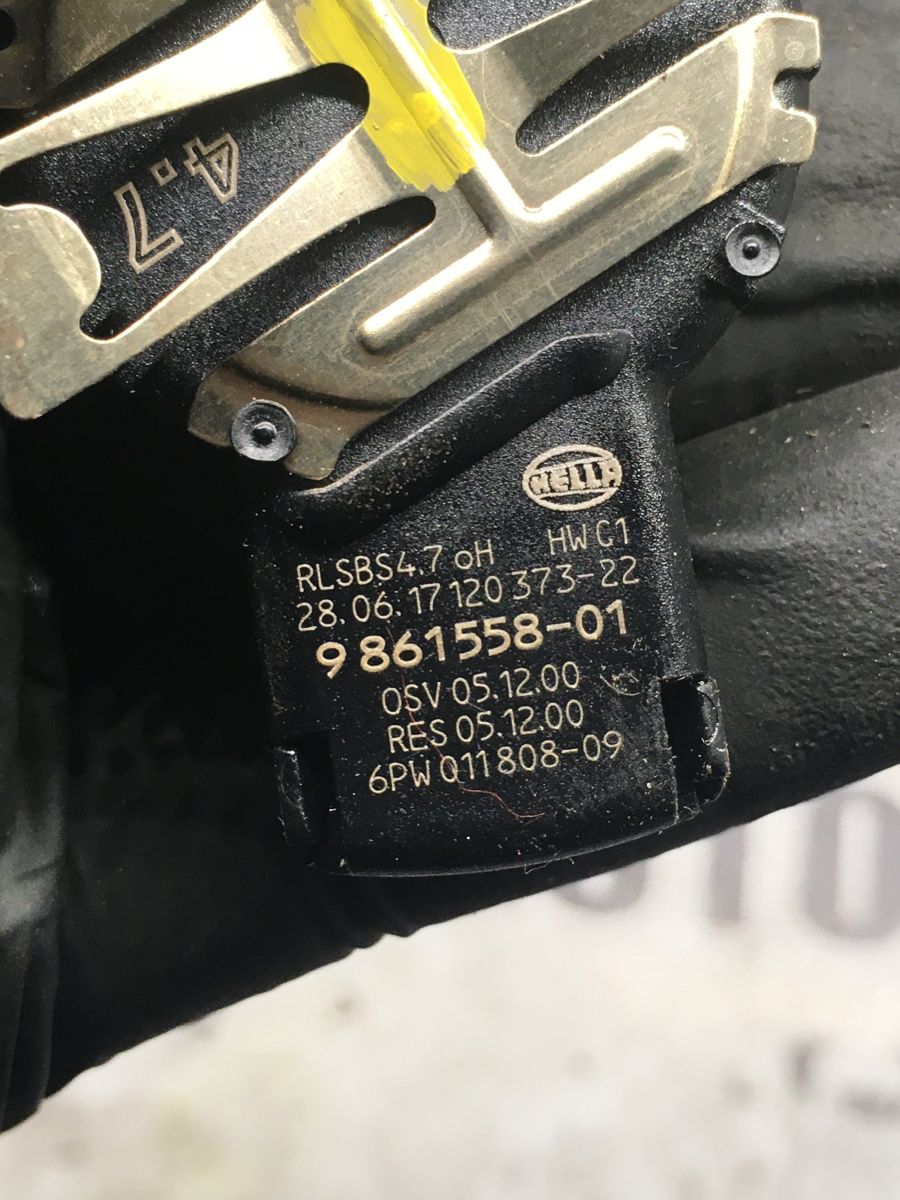 4.7
HELLA
RLSBS4.7 oH HW C1
28.06.17 120 373-22
9 861558-01
OSV 05.12.00
RES 05.12.00
6PW 011 808-09